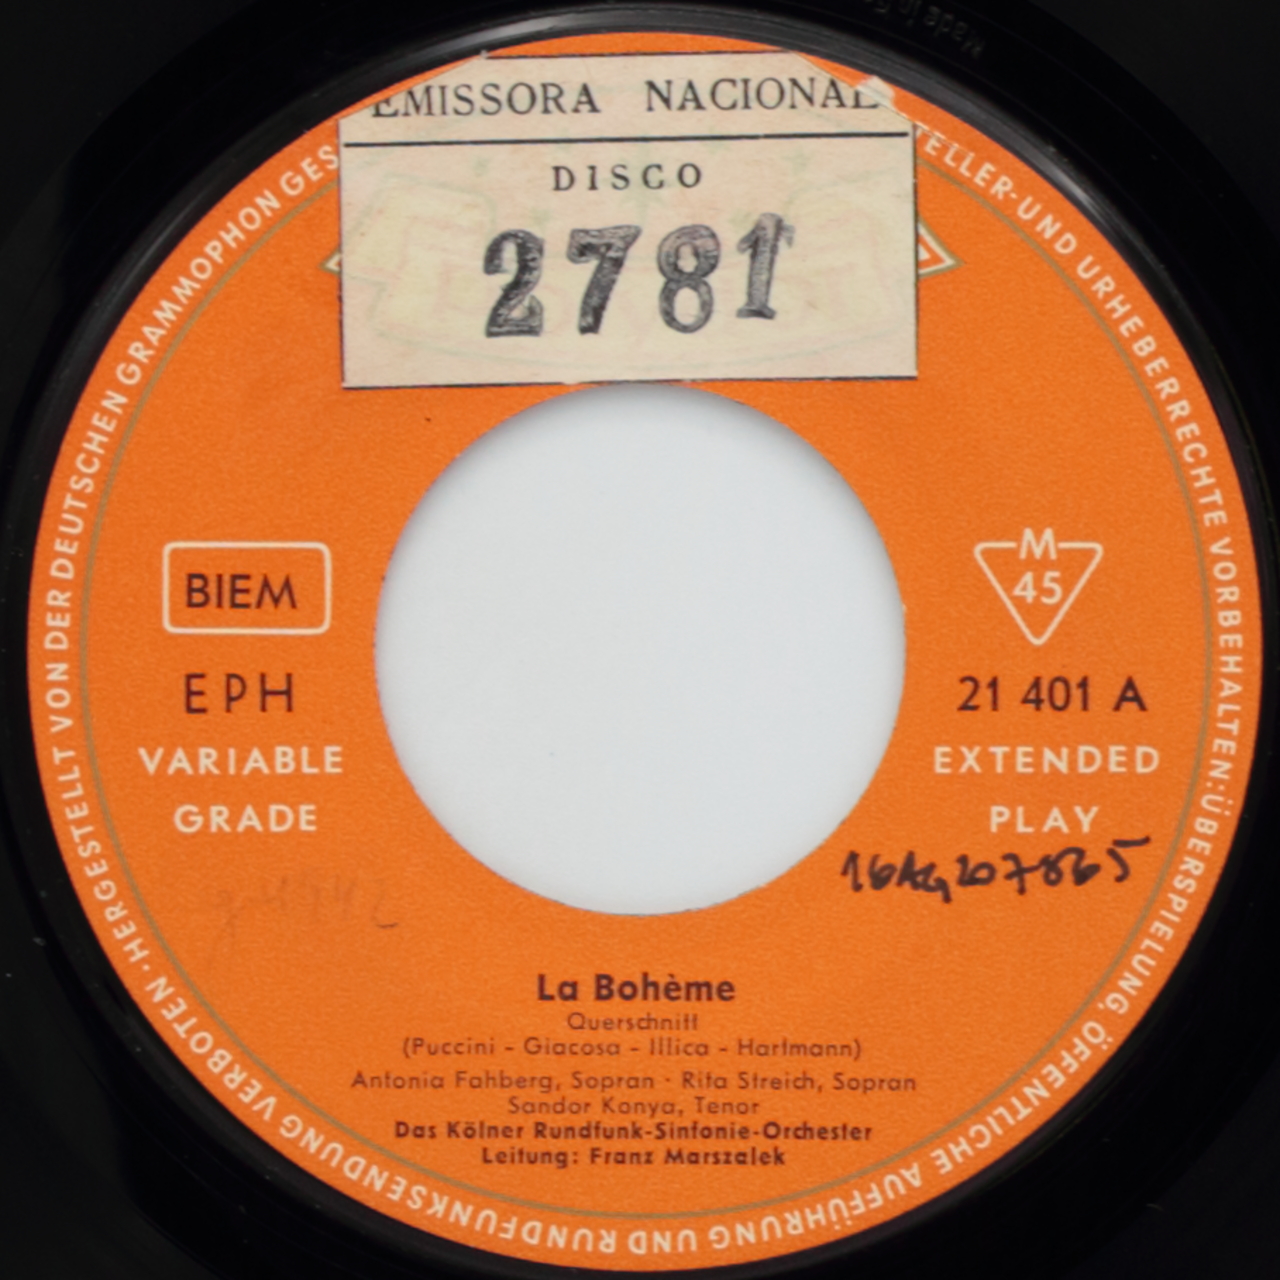 EMISSORA NACIONAL
DISCO
2781
HERGESTELLT VON DER DEUTSCHEN GRAMMOPHON GES
TELLER-UND URHEBERRECHTE VORBEHALTEN: ÜBERSPIELUNG, ÖFFENTLICHE AUFFÜHRUNG UND RUNDFUNKSENDUNG VERBOTEN ·
BIEM
EPH
VARIABLE
GRADE
M
45
21 401 A
EXTENDED
PLAY
La Bohème
Querschnitt
(Puccini - Giacosa - Illica - Hartmann)
Antonia Fahberg, Sopran · Rita Streich, Sopran
Sandor Konya, Tenor
Das Kölner Rundfunk-Sinfonie-Orchester
Leitung: Franz Marszalek